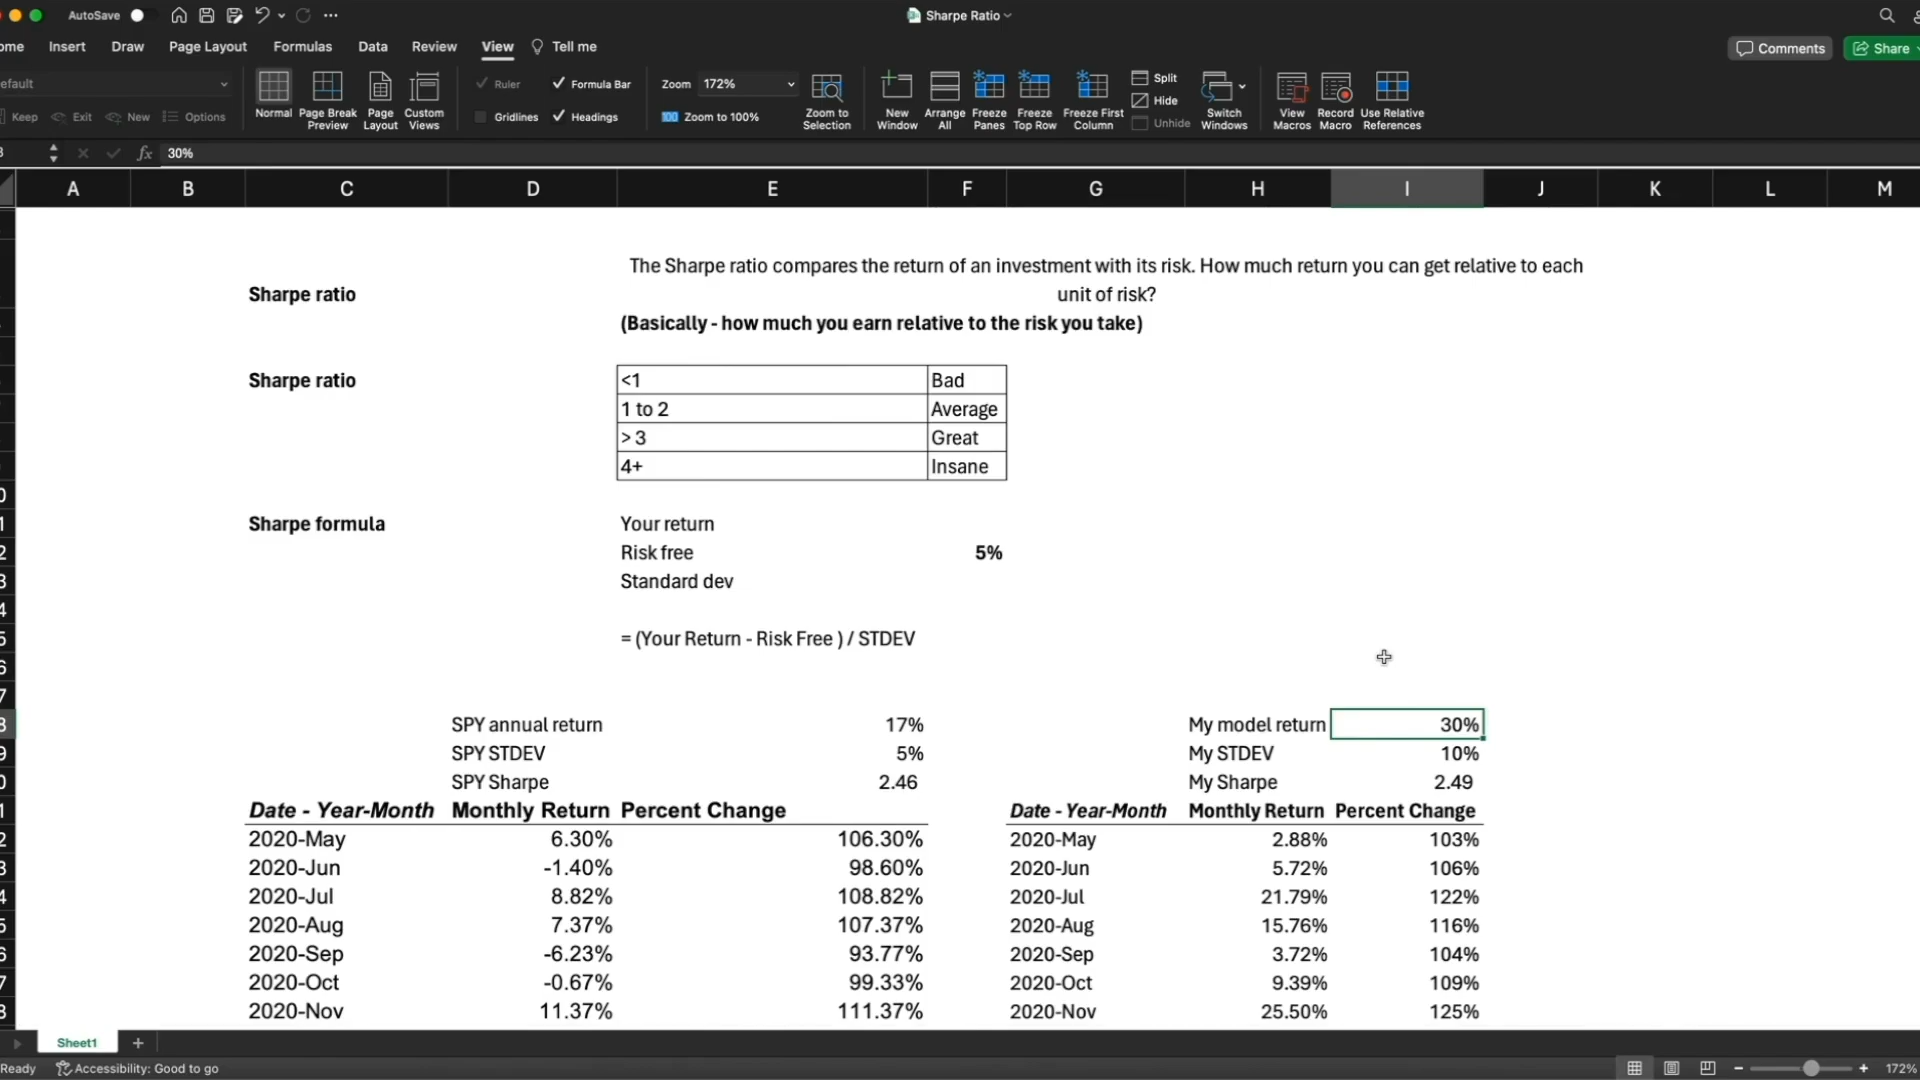 AutoSave
Sharpe Ratio
ome Insert Draw Page Layout Formulas Data Review View Tell me
Comments Share
efault
Keep Exit New Options
Normal Page Break Preview Page Layout Custom Views
Ruler Formula Bar
Gridlines Headings
Zoom 172%
100 Zoom to 100%
Zoom to Selection
New Window Arrange All Freeze Panes Freeze Top Row Freeze First Column
Split
Hide
Unhide
Switch Windows
View Macros Record Macro Use Relative References
fx 30%
A B C D E F G H I J K L M
The Sharpe ratio compares the return of an investment with its risk. How much return you can get relative to each
Sharpe ratio unit of risk?
(Basically - how much you earn relative to the risk you take)
Sharpe ratio <1 Bad
1 to 2 Average
> 3 Great
4+ Insane
Sharpe formula Your return
Risk free 5%
Standard dev
= (Your Return - Risk Free ) / STDEV
SPY annual return 17% My model return 30%
SPY STDEV 5% My STDEV 10%
SPY Sharpe 2.46 My Sharpe 2.49
Date - Year-Month Monthly Return Percent Change Date - Year-Month Monthly Return Percent Change
2020-May 6.30% 106.30% 2020-May 2.88% 103%
2020-Jun -1.40% 98.60% 2020-Jun 5.72% 106%
2020-Jul 8.82% 108.82% 2020-Jul 21.79% 122%
2020-Aug 7.37% 107.37% 2020-Aug 15.76% 116%
2020-Sep -6.23% 93.77% 2020-Sep 3.72% 104%
2020-Oct -0.67% 99.33% 2020-Oct 9.39% 109%
2020-Nov 11.37% 111.37% 2020-Nov 25.50% 125%
Sheet1
Ready Accessibility: Good to go
172%